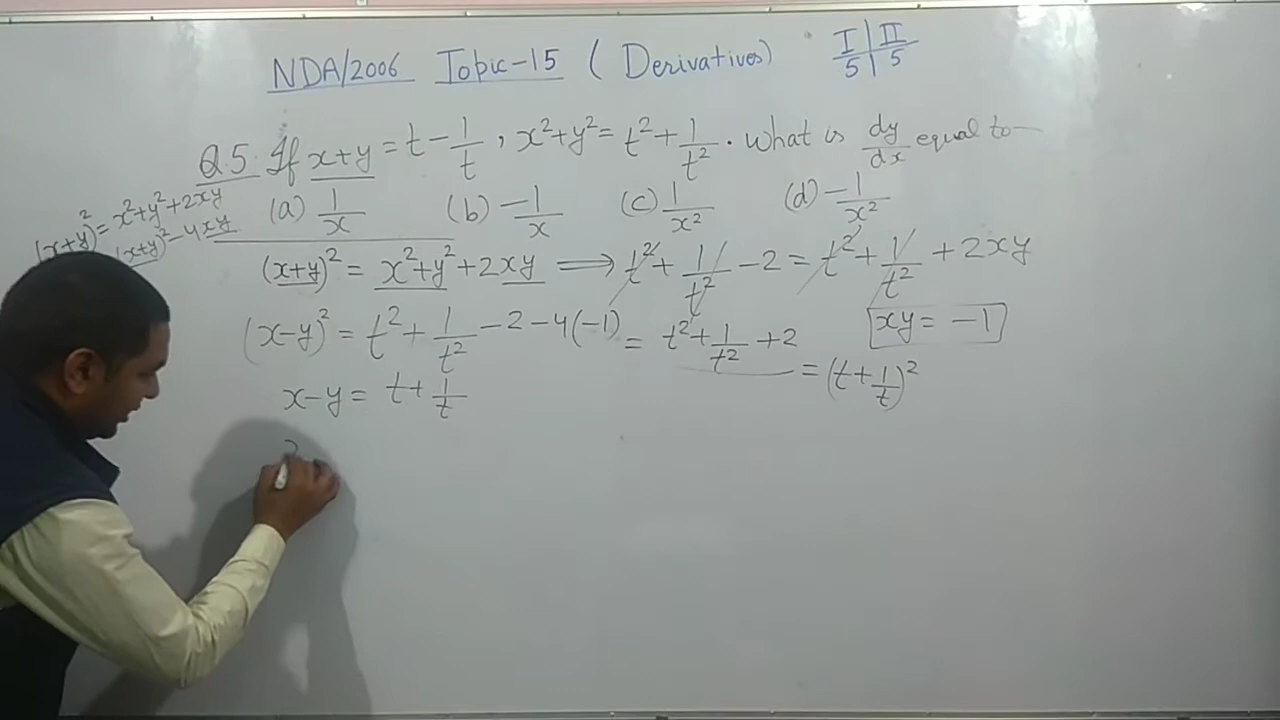 NDA/2006 Topic-15 (Derivatives) I | II
5 | 5
Q.5. If x+y = t - 1/t, x²+y² = t² + 1/t². What is dy/dx equal to—
(a) 1/x (b) -1/x (c) 1/x² (d) -1/x²
(x+y)² = x²+y²+2xy
(x+y)²-4xy
(x+y)² = x²+y²+2xy ⟹ t² + 1/t² - 2 = t² + 1/t² + 2xy
(x-y)² = t² + 1/t² - 2 - 4(-1) = t² + 1/t² + 2
xy = -1
= (t + 1/t)²
x-y = t + 1/t